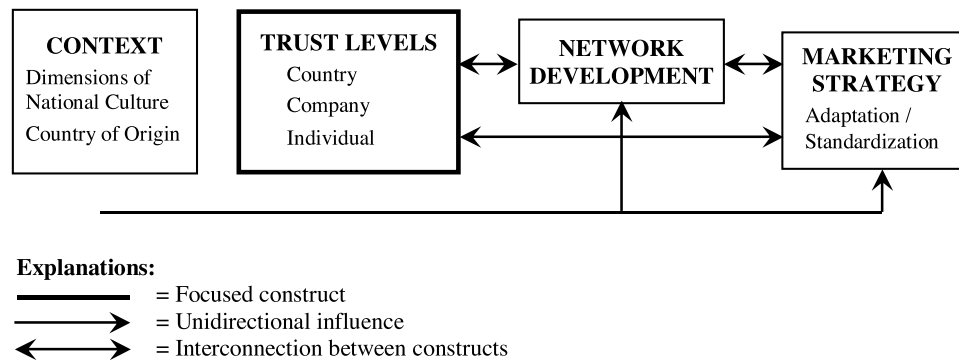 CONTEXT
Dimensions of
National Culture
Country of Origin
TRUST LEVELS
Country
Company
Individual
NETWORK
DEVELOPMENT
MARKETING
STRATEGY
Adaptation /
Standardization
Explanations:
= Focused construct
= Unidirectional influence
= Interconnection between constructs